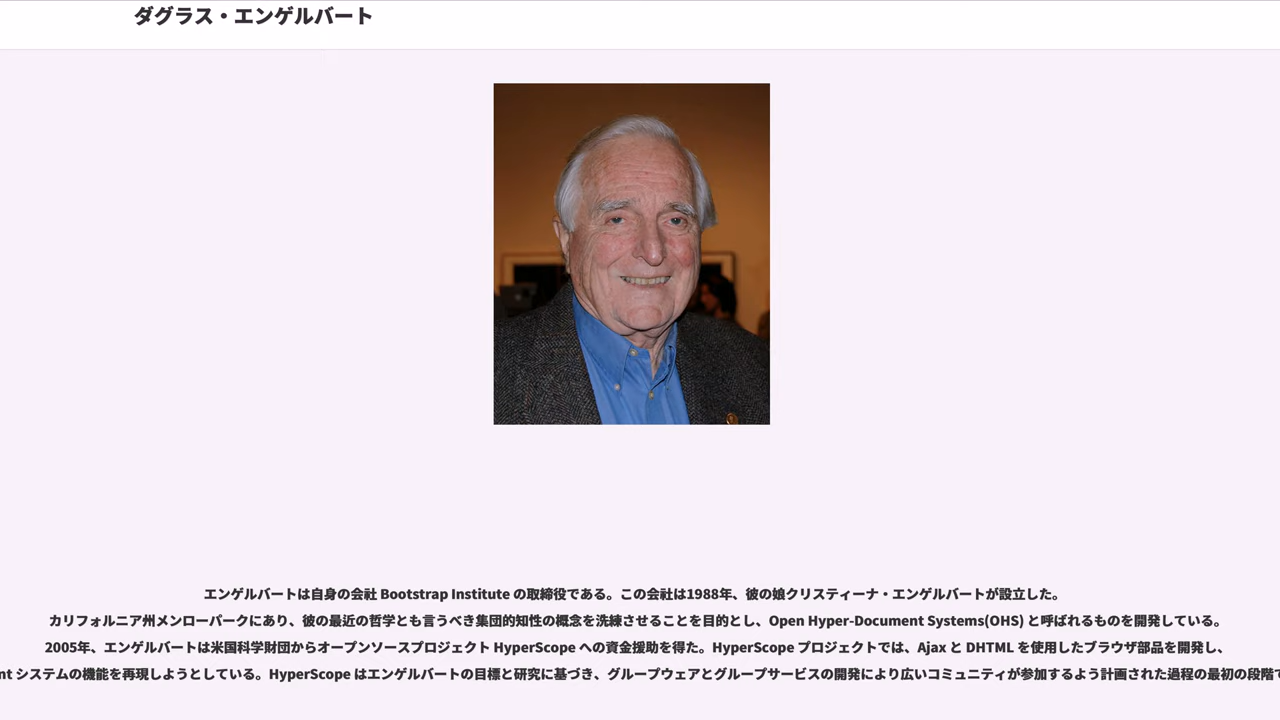 ダグラス・エンゲルバート
エンゲルバートは自身の会社 Bootstrap Institute の取締役である。この会社は1988年、彼の娘クリスティーナ・エンゲルバートが設立した。
カリフォルニア州メンローパークにあり、彼の最近の哲学とも言うべき集団的知性の概念を洗練させることを目的とし、Open Hyper-Document Systems(OHS) と呼ばれるものを開発している。
2005年、エンゲルバートは米国科学財団からオープンソースプロジェクト HyperScope への資金援助を得た。HyperScope プロジェクトでは、Ajax と DHTML を使用したブラウザ部品を開発し、
nt システムの機能を再現しようとしている。HyperScope はエンゲルバートの目標と研究に基づき、グループウェアとグループサービスの開発により広いコミュニティが参加するよう計画された過程の最初の段階で